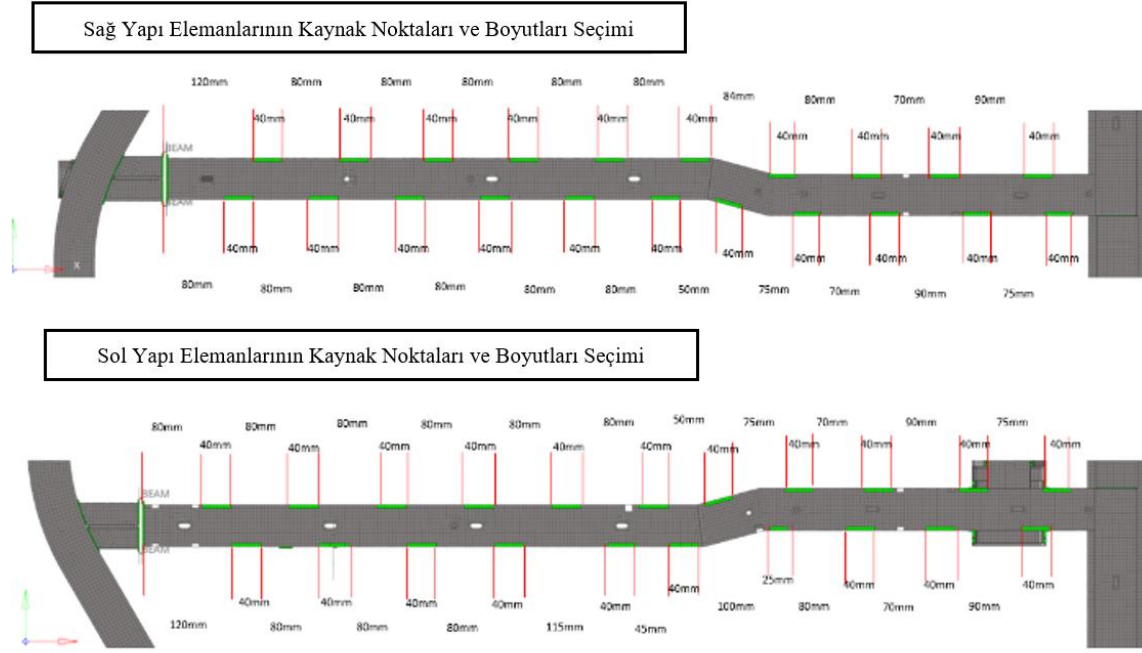 Sağ Yapı Elemanlarının Kaynak Noktaları ve Boyutları Seçimi
120mm 80mm 80mm 80mm 80mm 80mm 84mm 80mm 70mm 90mm
40mm 40mm 40mm 40mm 40mm 40mm 40mm 40mm 40mm 40mm
BEAM
BEAM
40mm 40mm 40mm 40mm 40mm 40mm 40mm 40mm 40mm 40mm 40mm
X
80mm 80mm 80mm 80mm 80mm 80mm 50mm 75mm 70mm 90mm 75mm
Sol Yapı Elemanlarının Kaynak Noktaları ve Boyutları Seçimi
80mm 80mm 80mm 80mm 80mm 80mm 50mm 75mm 70mm 90mm 75mm
40mm 40mm 40mm 40mm 40mm 40mm 40mm 40mm 40mm 40mm 40mm
BEAM
BEAM
40mm 40mm 40mm 40mm 40mm 40mm 25mm 40mm 40mm 40mm
120mm 80mm 80mm 80mm 115mm 45mm 100mm 80mm 70mm 90mm